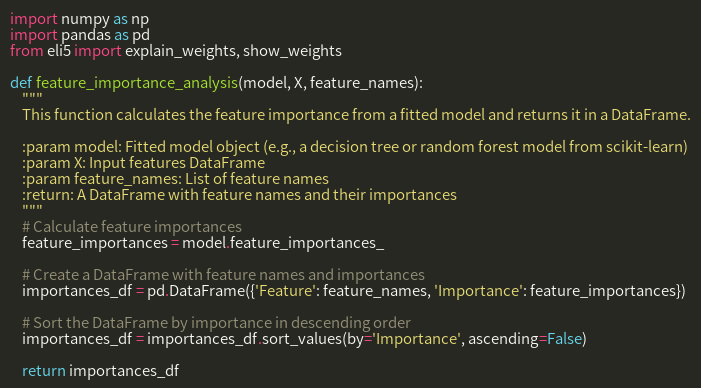 import numpy as np
import pandas as pd
from eli5 import explain_weights, show_weights

def feature_importance_analysis(model, X, feature_names):
    """
    This function calculates the feature importance from a fitted model and returns it in a DataFrame.

    :param model: Fitted model object (e.g., a decision tree or random forest model from scikit-learn)
    :param X: Input features DataFrame
    :param feature_names: List of feature names
    :return: A DataFrame with feature names and their importances
    """
    # Calculate feature importances
    feature_importances = model.feature_importances_

    # Create a DataFrame with feature names and importances
    importances_df = pd.DataFrame({'Feature': feature_names, 'Importance': feature_importances})

    # Sort the DataFrame by importance in descending order
    importances_df = importances_df.sort_values(by='Importance', ascending=False)

    return importances_df